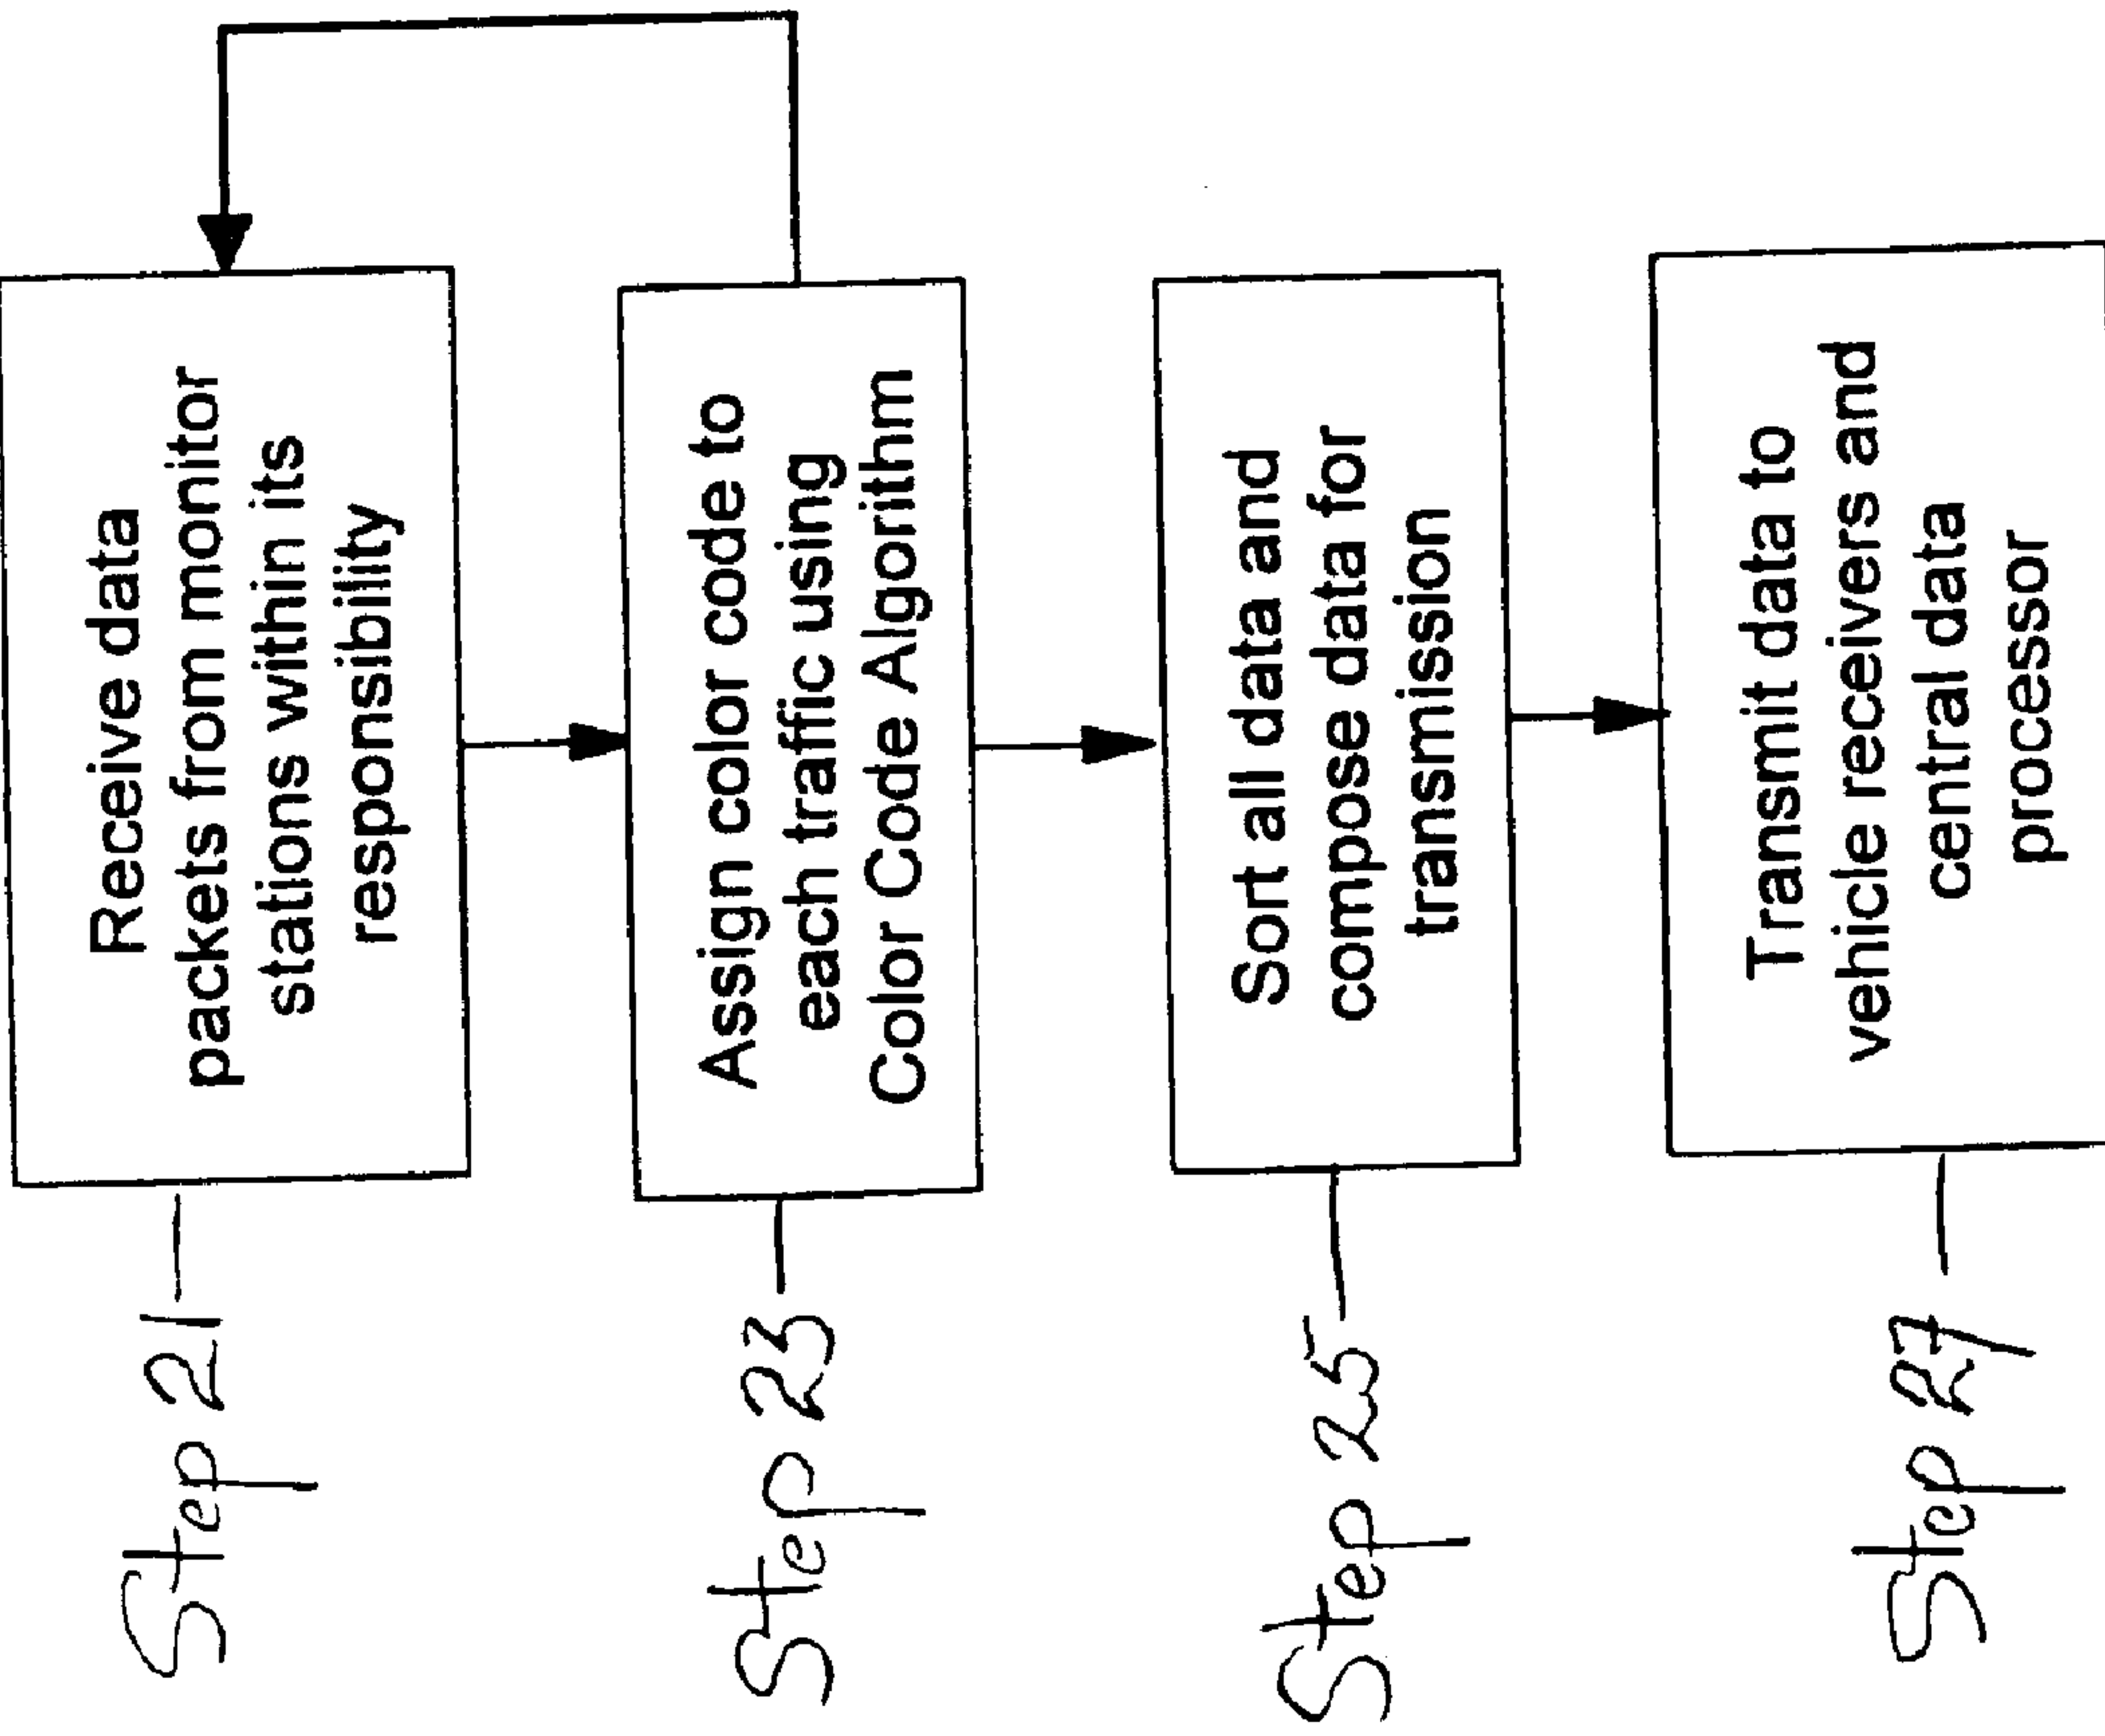 Step 21
Receive data
packets from monitor
stations within its
responsibility
Step 23
Assign color code to
each traffic using
Color Code Algorithm
Step 25
Sort all data and
compose data for
transmission
Step 27
Transmit data to
vehicle receivers and
central data
processor